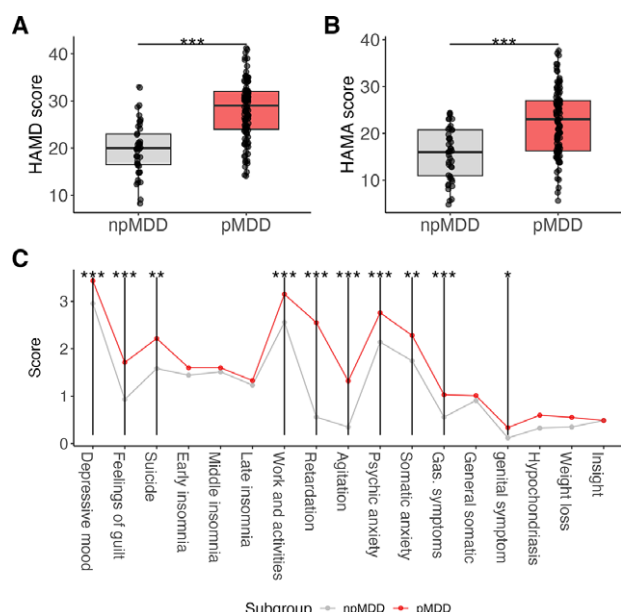 A
***
HAMD score
40
30
20
10
npMDD
pMDD
B
***
HAMA score
40
30
20
10
npMDD
pMDD
C
*** *** ** *** *** *** *** ** *** *
Score
3
2
1
0
Depressive mood
Feelings of guilt
Suicide
Early insomnia
Middle insomnia
Late insomnia
Work and activities
Retardation
Agitation
Psychic anxiety
Somatic anxiety
Gas. symptoms
General somatic
genital symptom
Hypochondriasis
Weight loss
Insight
Subgroup npMDD pMDD